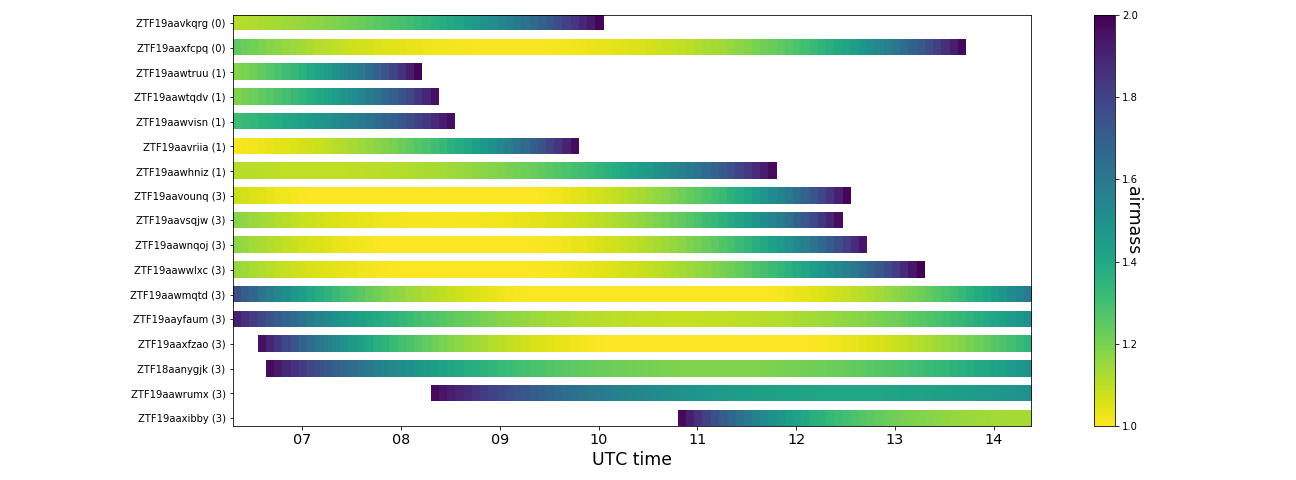 ZTF19aavkqrg (0)
ZTF19aaxfcpq (0)
ZTF19aawtruu (1)
ZTF19aawtqdv (1)
ZTF19aawvisn (1)
ZTF19aavriia (1)
ZTF19aawhniz (1)
ZTF19aavounq (3)
ZTF19aavsqjw (3)
ZTF19aawnqoj (3)
ZTF19aawwlxc (3)
ZTF19aawmqtd (3)
ZTF19aayfaum (3)
ZTF19aaxfzao (3)
ZTF18aanygjk (3)
ZTF19aawrumx (3)
ZTF19aaxibby (3)
07 08 09 10 11 12 13 14
UTC time
2.0
1.8
1.6
1.4
1.2
1.0
airmass